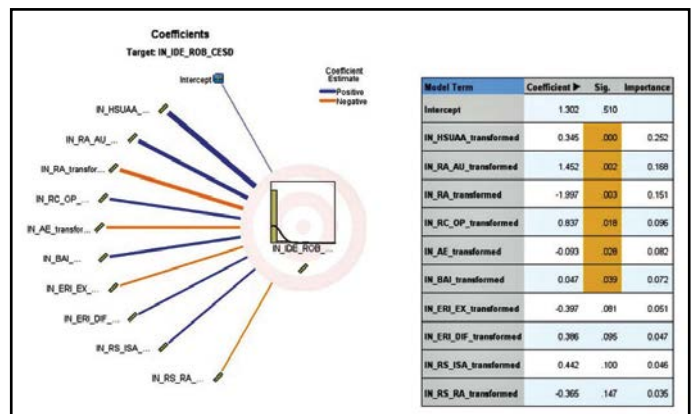 Coefficients
Target: IN_IDE_ROB_CESD
Coefficient
Estimate
Positive
Negative
Intercept
IN_HSUAA_...
IN_RA_AU_...
IN_RA_transfor...
IN_RC_OP_...
IN_AE_transfor...
IN_BAI_...
IN_ERI_EX_...
IN_ERI_DIF_...
IN_RS_ISA_...
IN_RS_RA_...
IN_IDE_ROB_...
Model Term Coefficient ▶ Sig. Importance
Intercept 1.302 .510
IN_HSUAA_transformed 0.345 .000 0.252
IN_RA_AU_transformed 1.452 .002 0.168
IN_RA_transformed -1.997 .003 0.151
IN_RC_OP_transformed 0.837 .018 0.096
IN_AE_transformed -0.093 .028 0.082
IN_BAI_transformed 0.047 .039 0.072
IN_ERI_EX_transformed -0.397 .081 0.051
IN_ERI_DIF_transformed 0.386 .095 0.047
IN_RS_ISA_transformed 0.442 .100 0.046
IN_RS_RA_transformed -0.365 .147 0.035